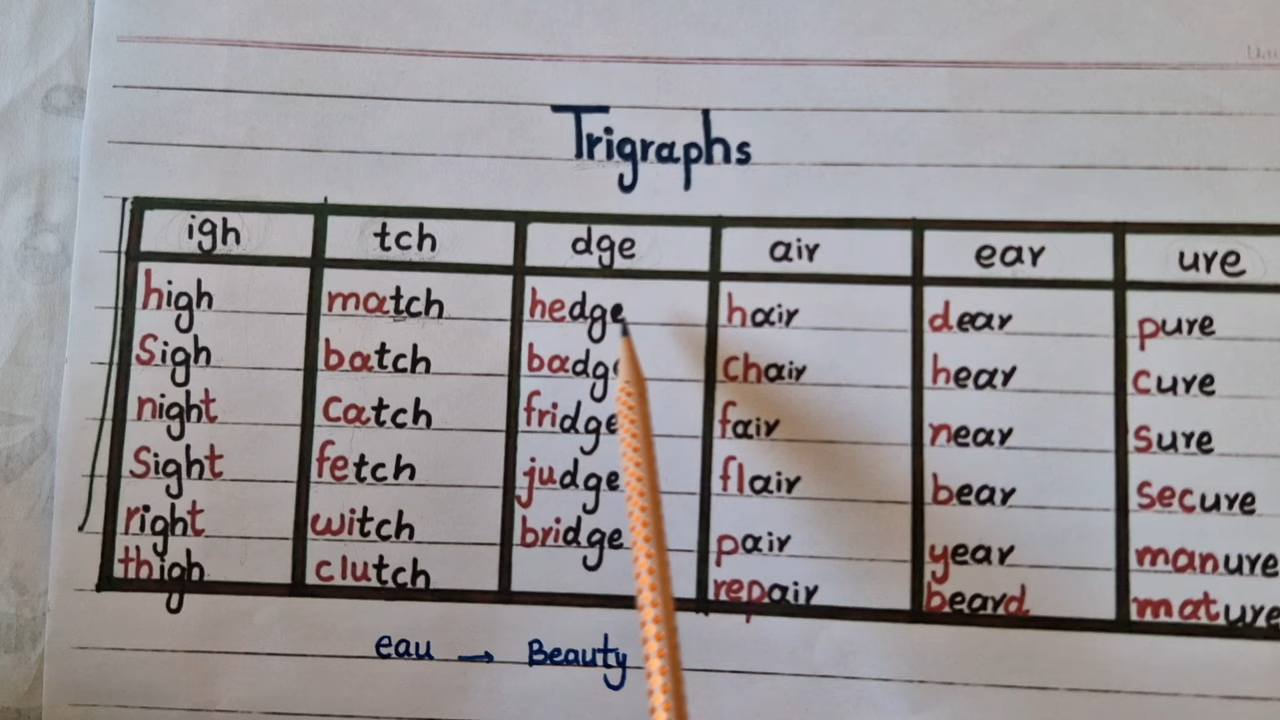 Trigraphs
igh tch dge air ear ure
high match hedge hair dear pure
Sigh batch badge chair hear cure
night catch fridge fair near sure
Sight fetch judge flair bear secure
right witch bridge pair year manure
thigh clutch repair beard mature
eau → Beauty